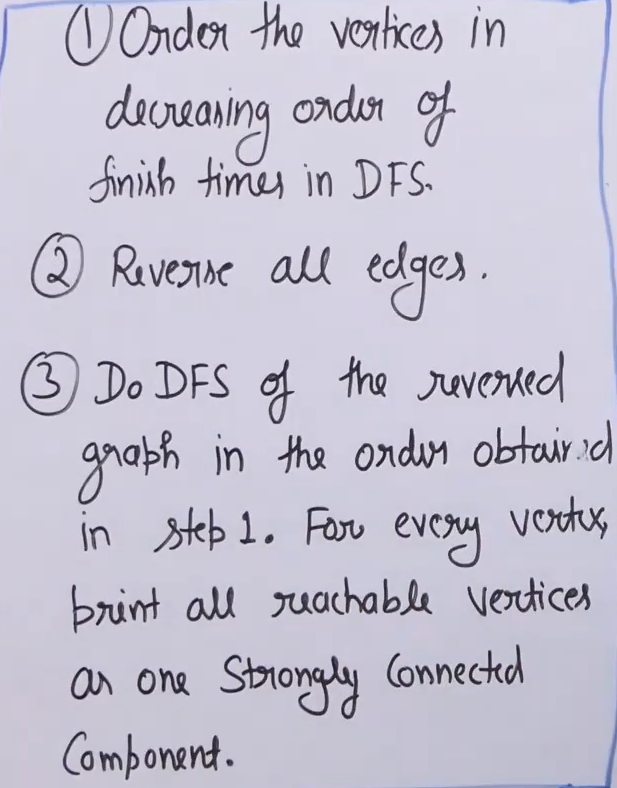 ① Order the vertices in
decreasing order of
finish times in DFS.
② Reverse all edges.
③ Do DFS of the reversed
graph in the order obtained
in step 1. For every vertex,
print all reachable vertices
as one Strongly Connected
Component.